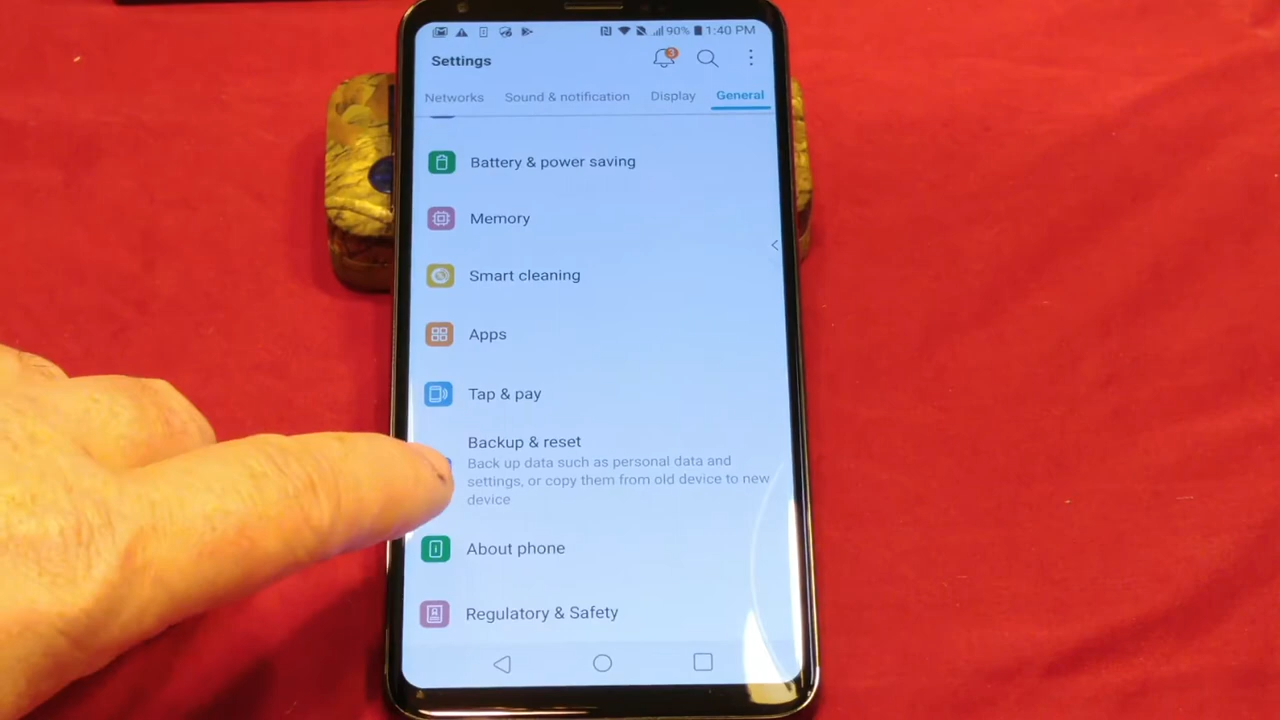 90% 1:40 PM
Settings
3
Networks Sound & notification Display General
Battery & power saving
Memory
Smart cleaning
Apps
Tap & pay
Backup & reset
Back up data such as personal data and
settings, or copy them from old device to new
device
About phone
Regulatory & Safety